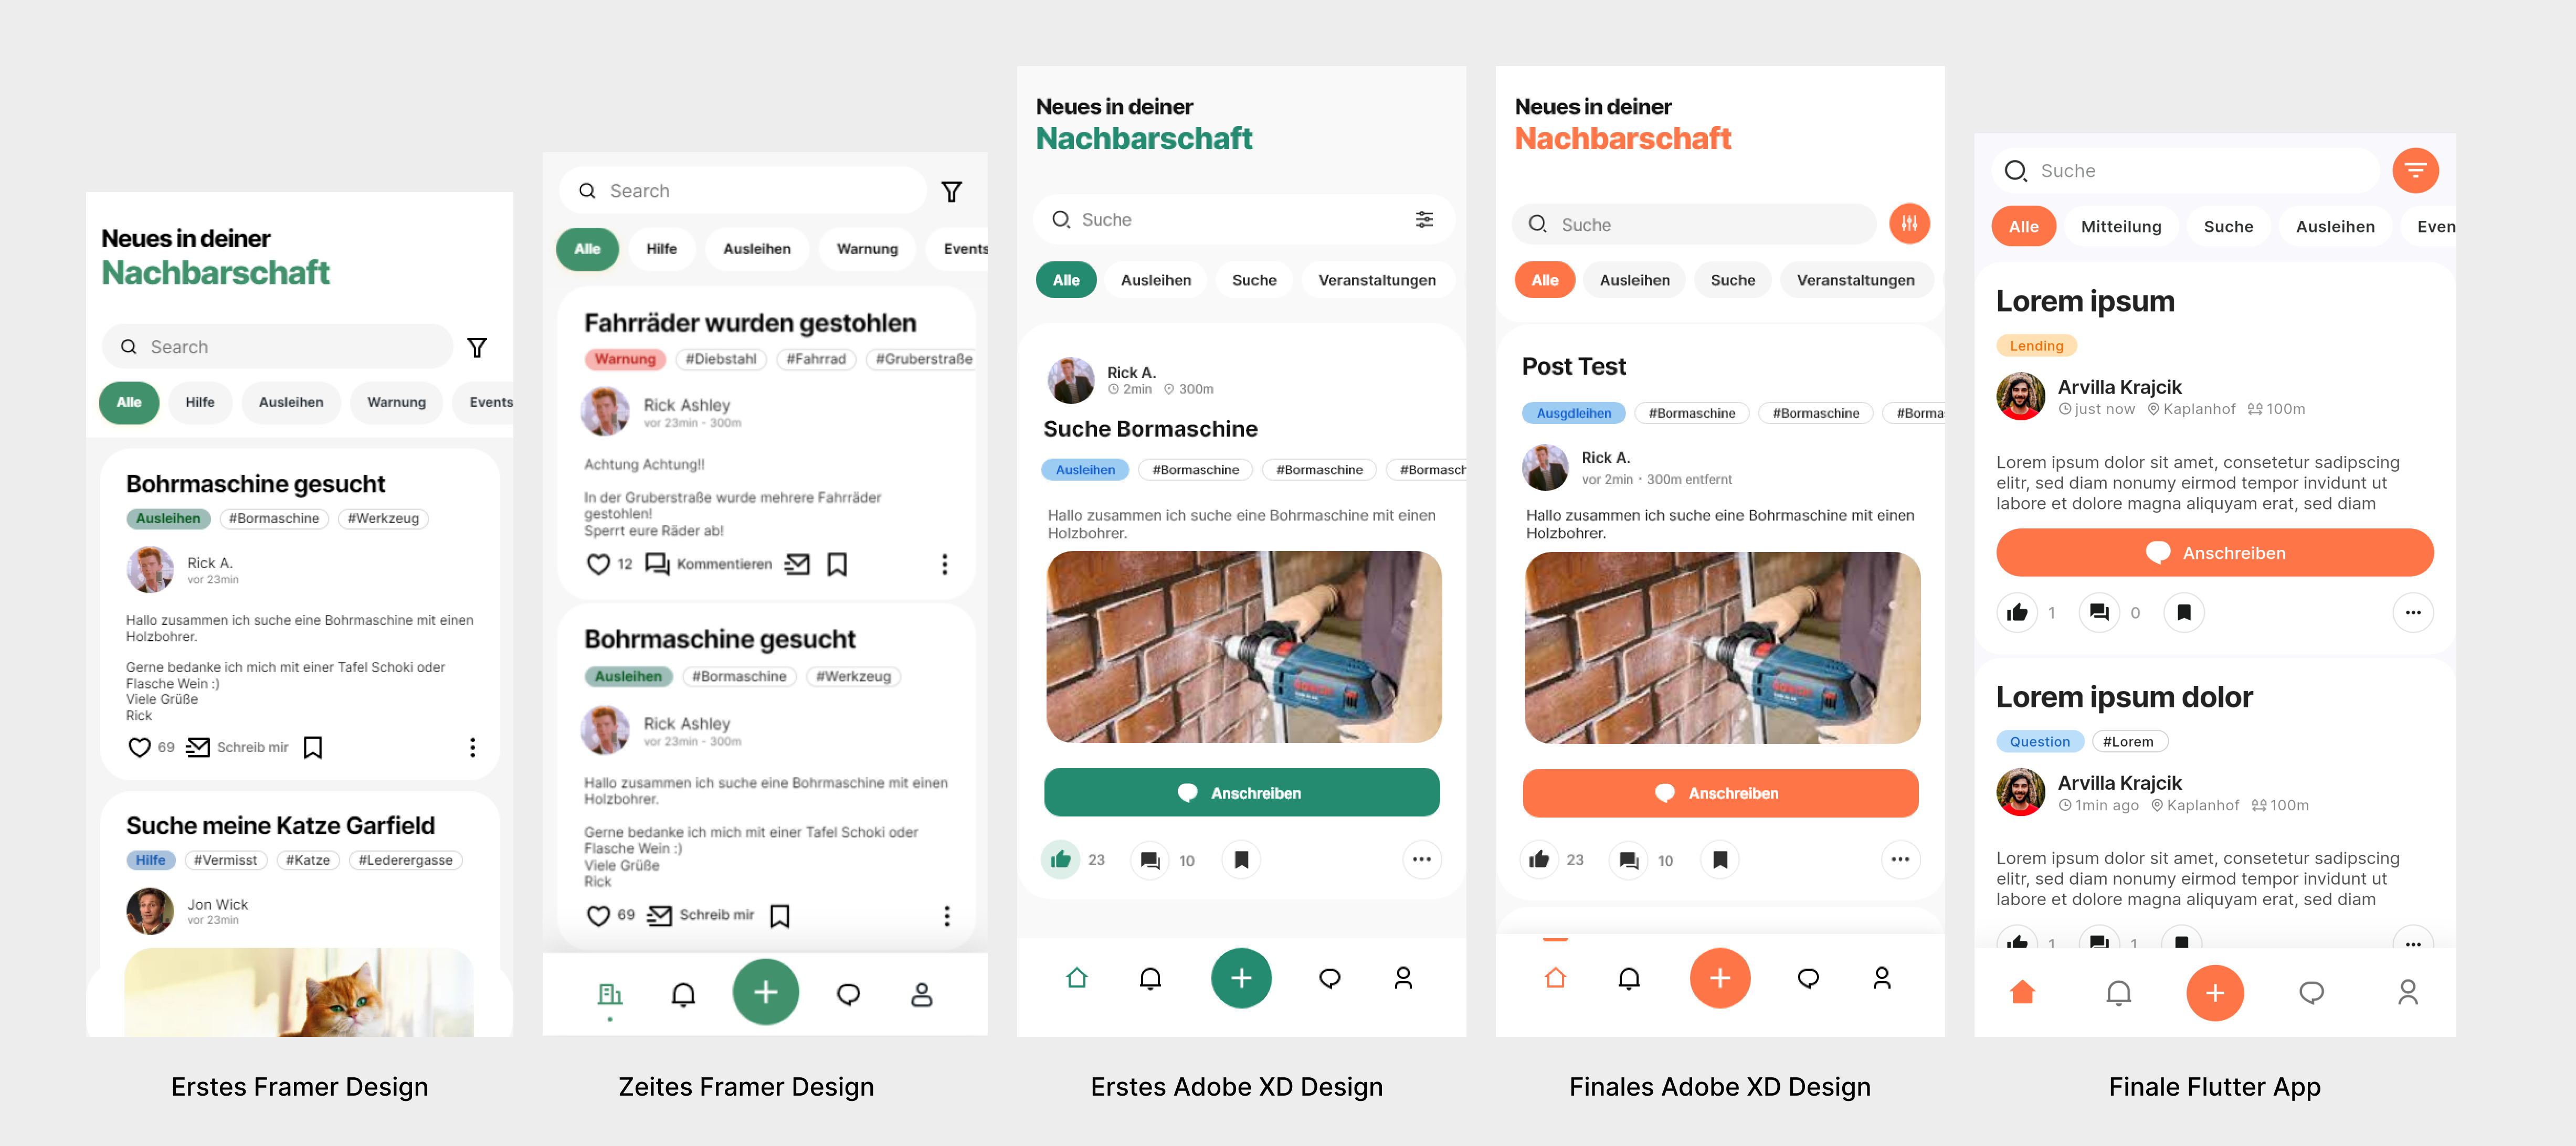 Neues in deiner
Nachbarschaft
Search
Alle Hilfe Ausleihen Warnung Events
Bohrmaschine gesucht
Ausleihen #Bormaschine #Werkzeug
Rick A.
vor 23min
Hallo zusammen ich suche eine Bohrmaschine mit einen
Holzbohrer.
Gerne bedanke ich mich mit einer Tafel Schoki oder
Flasche Wein :)
Viele Grüße
Rick
69 Schreib mir
Suche meine Katze Garfield
Hilfe #Vermisst #Katze #Lederergasse
Jon Wick
vor 23min
Erstes Framer Design
Search
Alle Hilfe Ausleihen Warnung Events
Fahrräder wurden gestohlen
Warnung #Diebstahl #Fahrrad #Gruberstraße
Rick Ashley
vor 23min - 300m
Achtung Achtung!!
In der Gruberstraße wurde mehrere Fahrräder
gestohlen!
Sperrt eure Räder ab!
12 Kommentieren
Bohrmaschine gesucht
Ausleihen #Bormaschine #Werkzeug
Rick Ashley
vor 23min - 300m
Hallo zusammen ich suche eine Bohrmaschine mit einen
Holzbohrer.
Gerne bedanke ich mich mit einer Tafel Schoki oder
Flasche Wein :)
Viele Grüße
Rick
69 Schreib mir
Zeites Framer Design
Neues in deiner
Nachbarschaft
Suche
Alle Ausleihen Suche Veranstaltungen
Rick A.
2min 300m
Suche Bormaschine
Ausleihen #Bormaschine #Bormaschine #Bormasch
Hallo zusammen ich suche eine Bohrmaschine mit einen
Holzbohrer.
Anschreiben
23 10
Erstes Adobe XD Design
Neues in deiner
Nachbarschaft
Suche
Alle Ausleihen Suche Veranstaltungen
Post Test
Ausgdleihen #Bormaschine #Bormaschine #Borma
Rick A.
vor 2min · 300m entfernt
Hallo zusammen ich suche eine Bohrmaschine mit einen
Holzbohrer.
Anschreiben
23 10
Finales Adobe XD Design
Suche
Alle Mitteilung Suche Ausleihen Even
Lorem ipsum
Lending
Arvilla Krajcik
just now Kaplanhof 100m
Lorem ipsum dolor sit amet, consetetur sadipscing
elitr, sed diam nonumy eirmod tempor invidunt ut
labore et dolore magna aliquyam erat, sed diam
Anschreiben
1 0
Lorem ipsum dolor
Question #Lorem
Arvilla Krajcik
1min ago Kaplanhof 100m
Lorem ipsum dolor sit amet, consetetur sadipscing
elitr, sed diam nonumy eirmod tempor invidunt ut
labore et dolore magna aliquyam erat, sed diam
1 1
Finale Flutter App